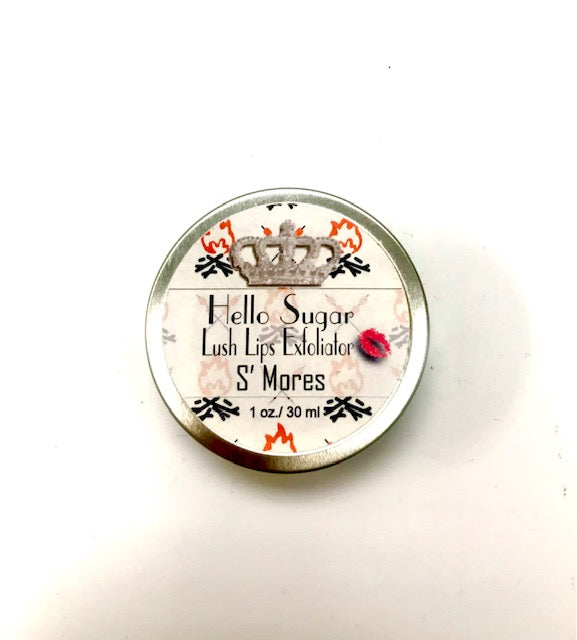 Hello Sugar
Lush Lips Exfoliator
S' Mores
1 oz./ 30 ml